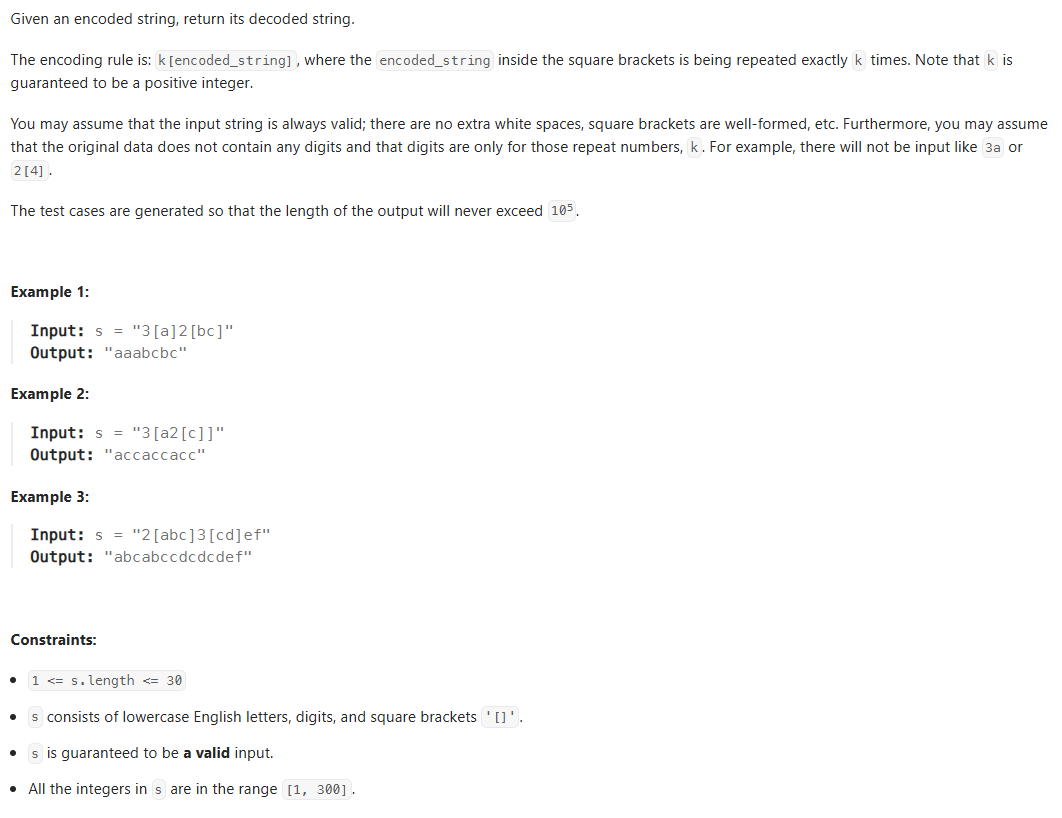 Given an encoded string, return its decoded string.
The encoding rule is: k[encoded_string], where the encoded_string inside the square brackets is being repeated exactly k times. Note that k is
guaranteed to be a positive integer.
You may assume that the input string is always valid; there are no extra white spaces, square brackets are well-formed, etc. Furthermore, you may assume
that the original data does not contain any digits and that digits are only for those repeat numbers, k. For example, there will not be input like 3a or
2[4].
The test cases are generated so that the length of the output will never exceed 10⁵.
Example 1:
Input: s = "3[a]2[bc]"
Output: "aaabcbc"
Example 2:
Input: s = "3[a2[c]]"
Output: "accaccacc"
Example 3:
Input: s = "2[abc]3[cd]ef"
Output: "abcabccdcdcdef"
Constraints:
• 1 <= s.length <= 30
• s consists of lowercase English letters, digits, and square brackets '[]'.
• s is guaranteed to be a valid input.
• All the integers in s are in the range [1, 300].